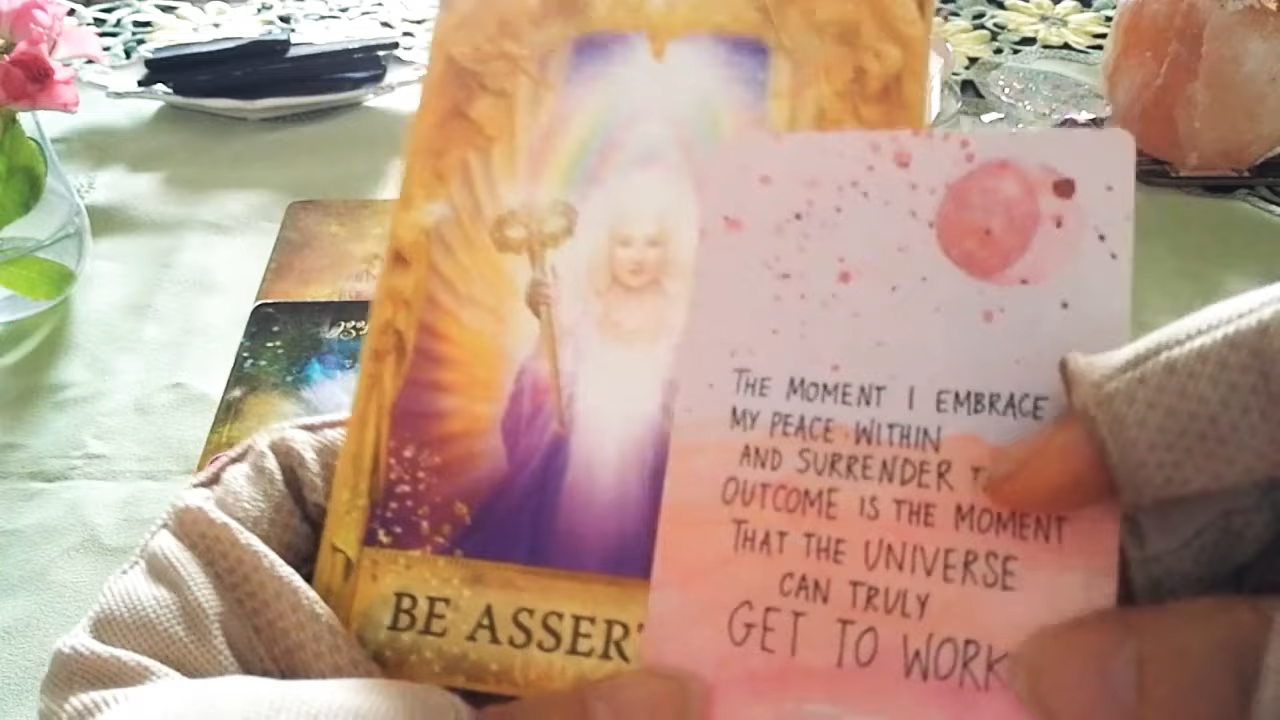 BE ASSER
THE MOMENT I EMBRACE
MY PEACE WITHIN
AND SURRENDER
OUTCOME IS THE MOMENT
THAT THE UNIVERSE
CAN TRULY
GET TO WORK